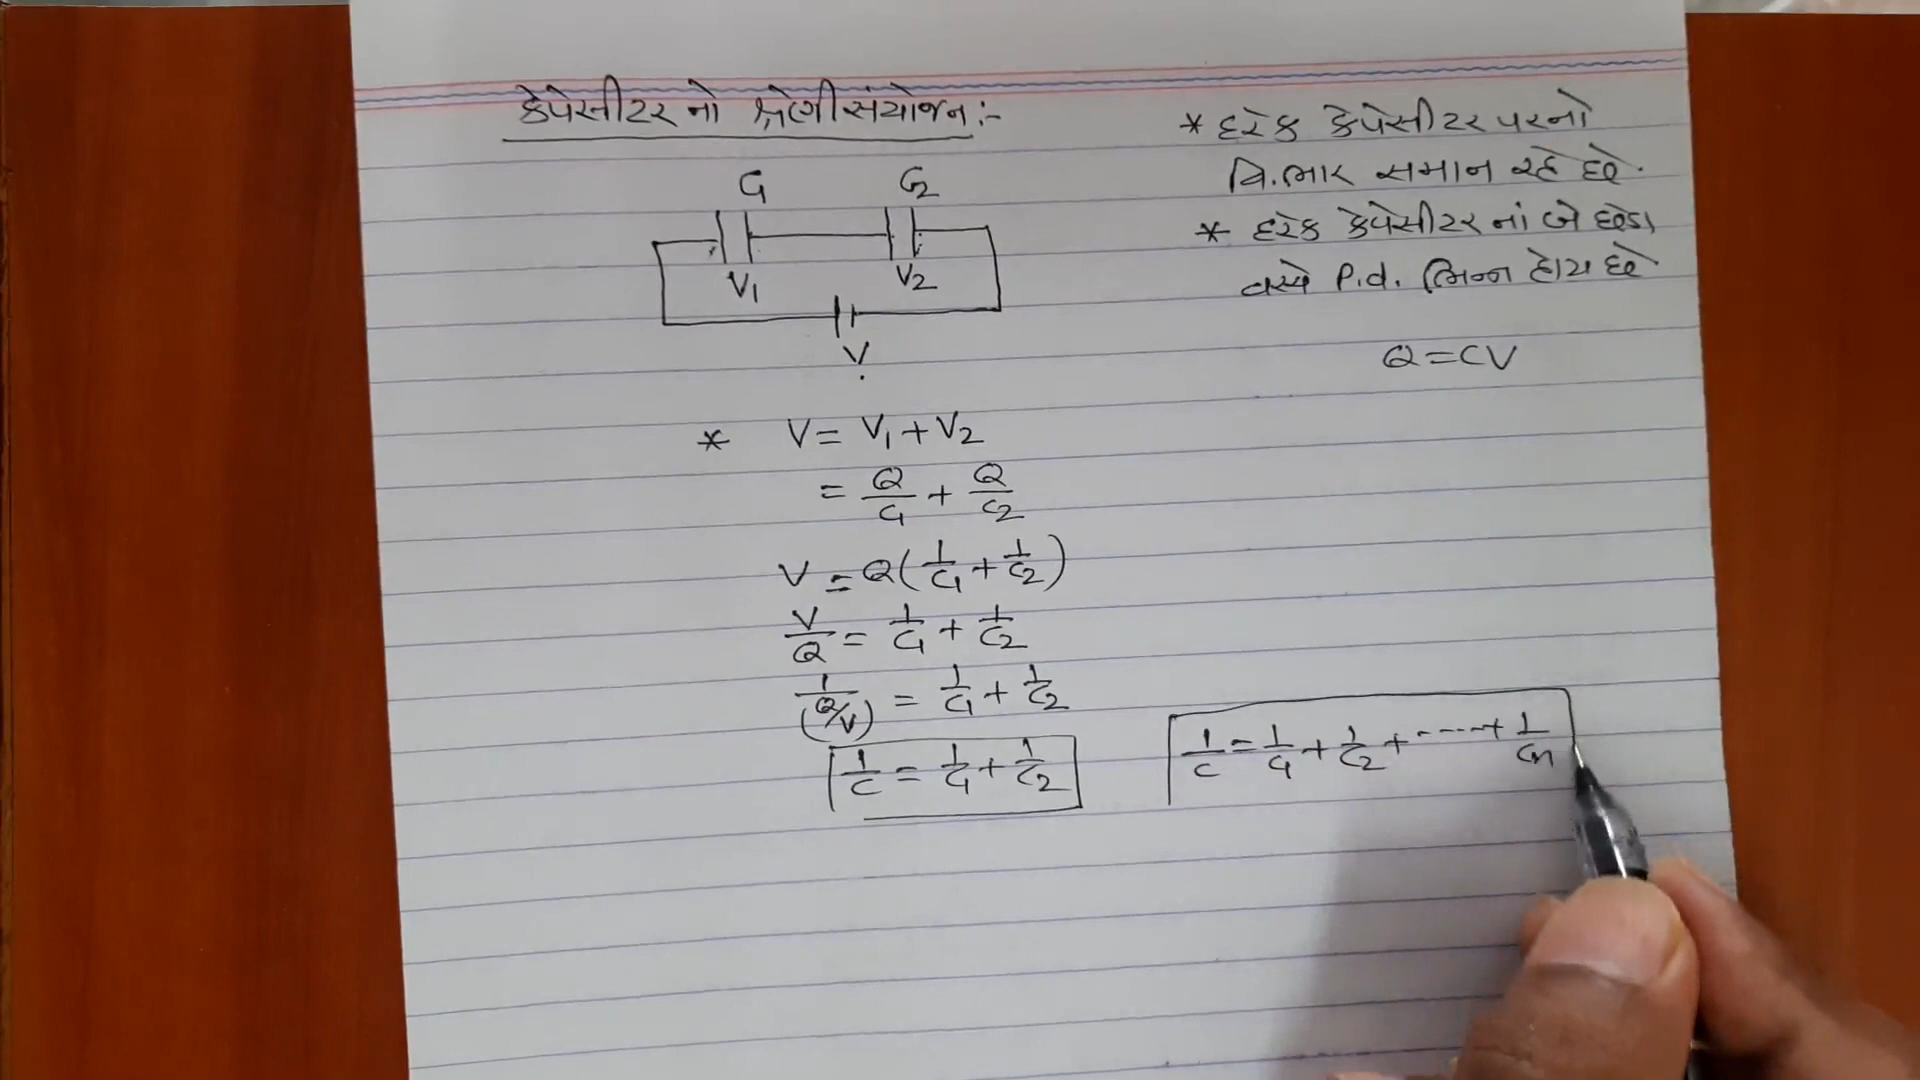 કેપેસીટર નો શ્રેણીસંયોજન :-
C1 C2
V1 V2
V
* દરેક કેપેસીટર પરનો
વિ.ભાર સમાન રહે છે.
* દરેક કેપેસીટર નાં બે છેડા
વચ્ચે P.d. ભિન્ન હોય છે
Q=CV
* V = V1 + V2
= Q/C1 + Q/C2
V = Q(1/C1 + 1/C2)
V/Q = 1/C1 + 1/C2
1/(Q/V) = 1/C1 + 1/C2
1/C = 1/C1 + 1/C2
1/C = 1/C1 + 1/C2 + ----- + 1/Cn